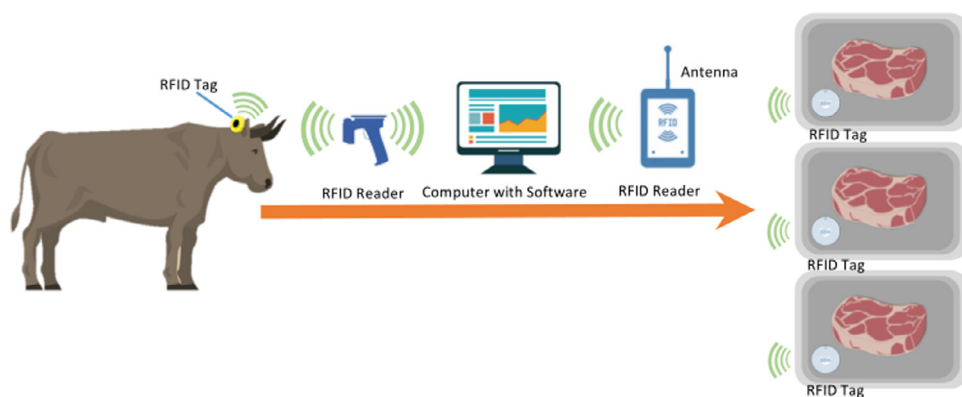 RFID Tag
Antenna
RFID
RFID Reader
Computer with Software
RFID Reader
RFID Tag
RFID Tag
RFID Tag